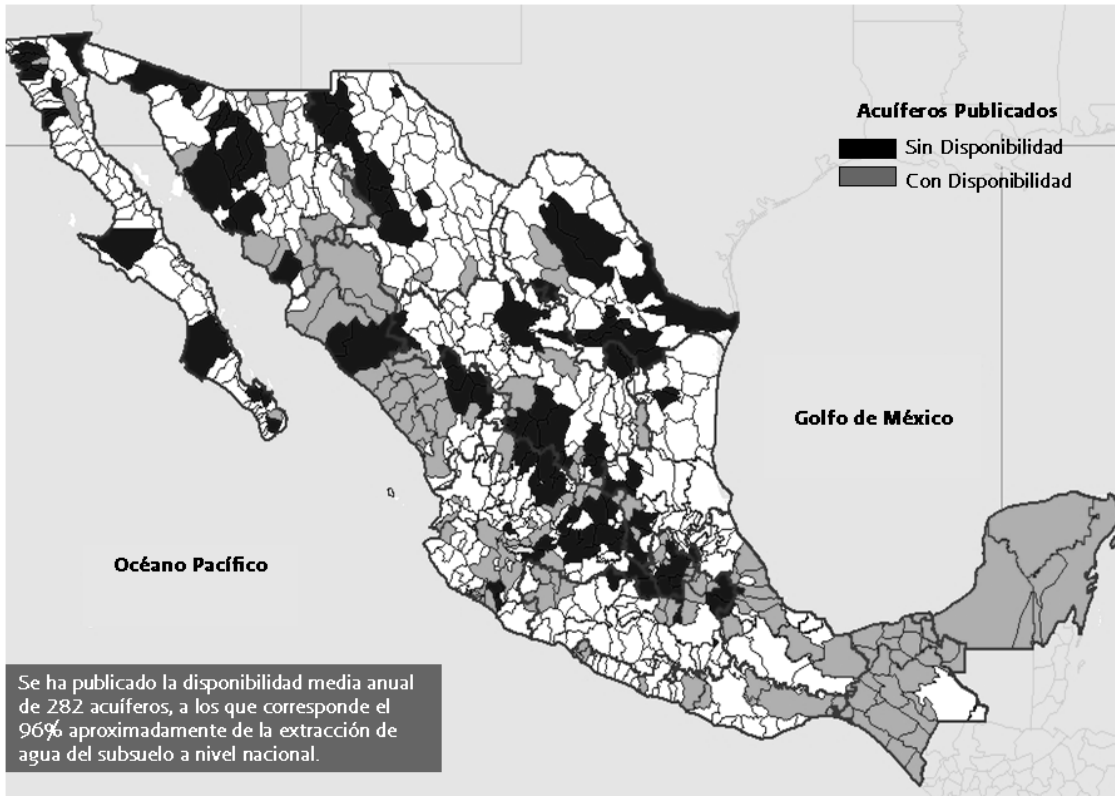 Acuíferos Publicados
Sin Disponibilidad
Con Disponibilidad
Golfo de México
Océano Pacífico
Se ha publicado la disponibilidad media anual
de 282 acuíferos, a los que corresponde el
96% aproximadamente de la extracción de
agua del subsuelo a nivel nacional.